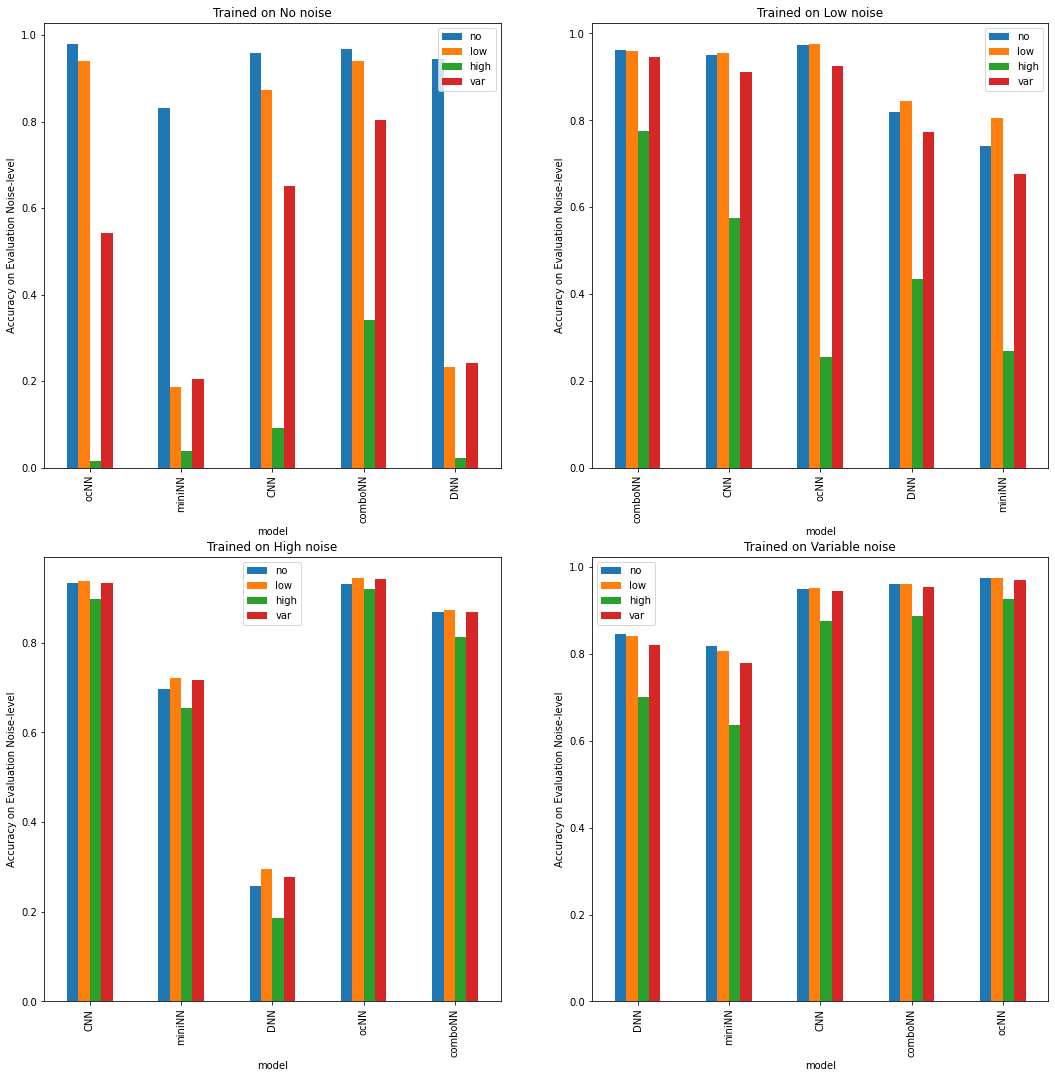 Trained on No noise
Accuracy on Evaluation Noise-level
1.0
0.8
0.6
0.4
0.2
0.0
no
low
high
var
ocNN
miniNN
CNN
comboNN
DNN
model
Trained on Low noise
Accuracy on Evaluation Noise-level
1.0
0.8
0.6
0.4
0.2
0.0
no
low
high
var
comboNN
CNN
ocNN
DNN
miniNN
model
Trained on High noise
Accuracy on Evaluation Noise-level
0.8
0.6
0.4
0.2
0.0
no
low
high
var
CNN
miniNN
DNN
ocNN
comboNN
model
Trained on Variable noise
Accuracy on Evaluation Noise-level
1.0
0.8
0.6
0.4
0.2
0.0
no
low
high
var
DNN
miniNN
CNN
comboNN
ocNN
model